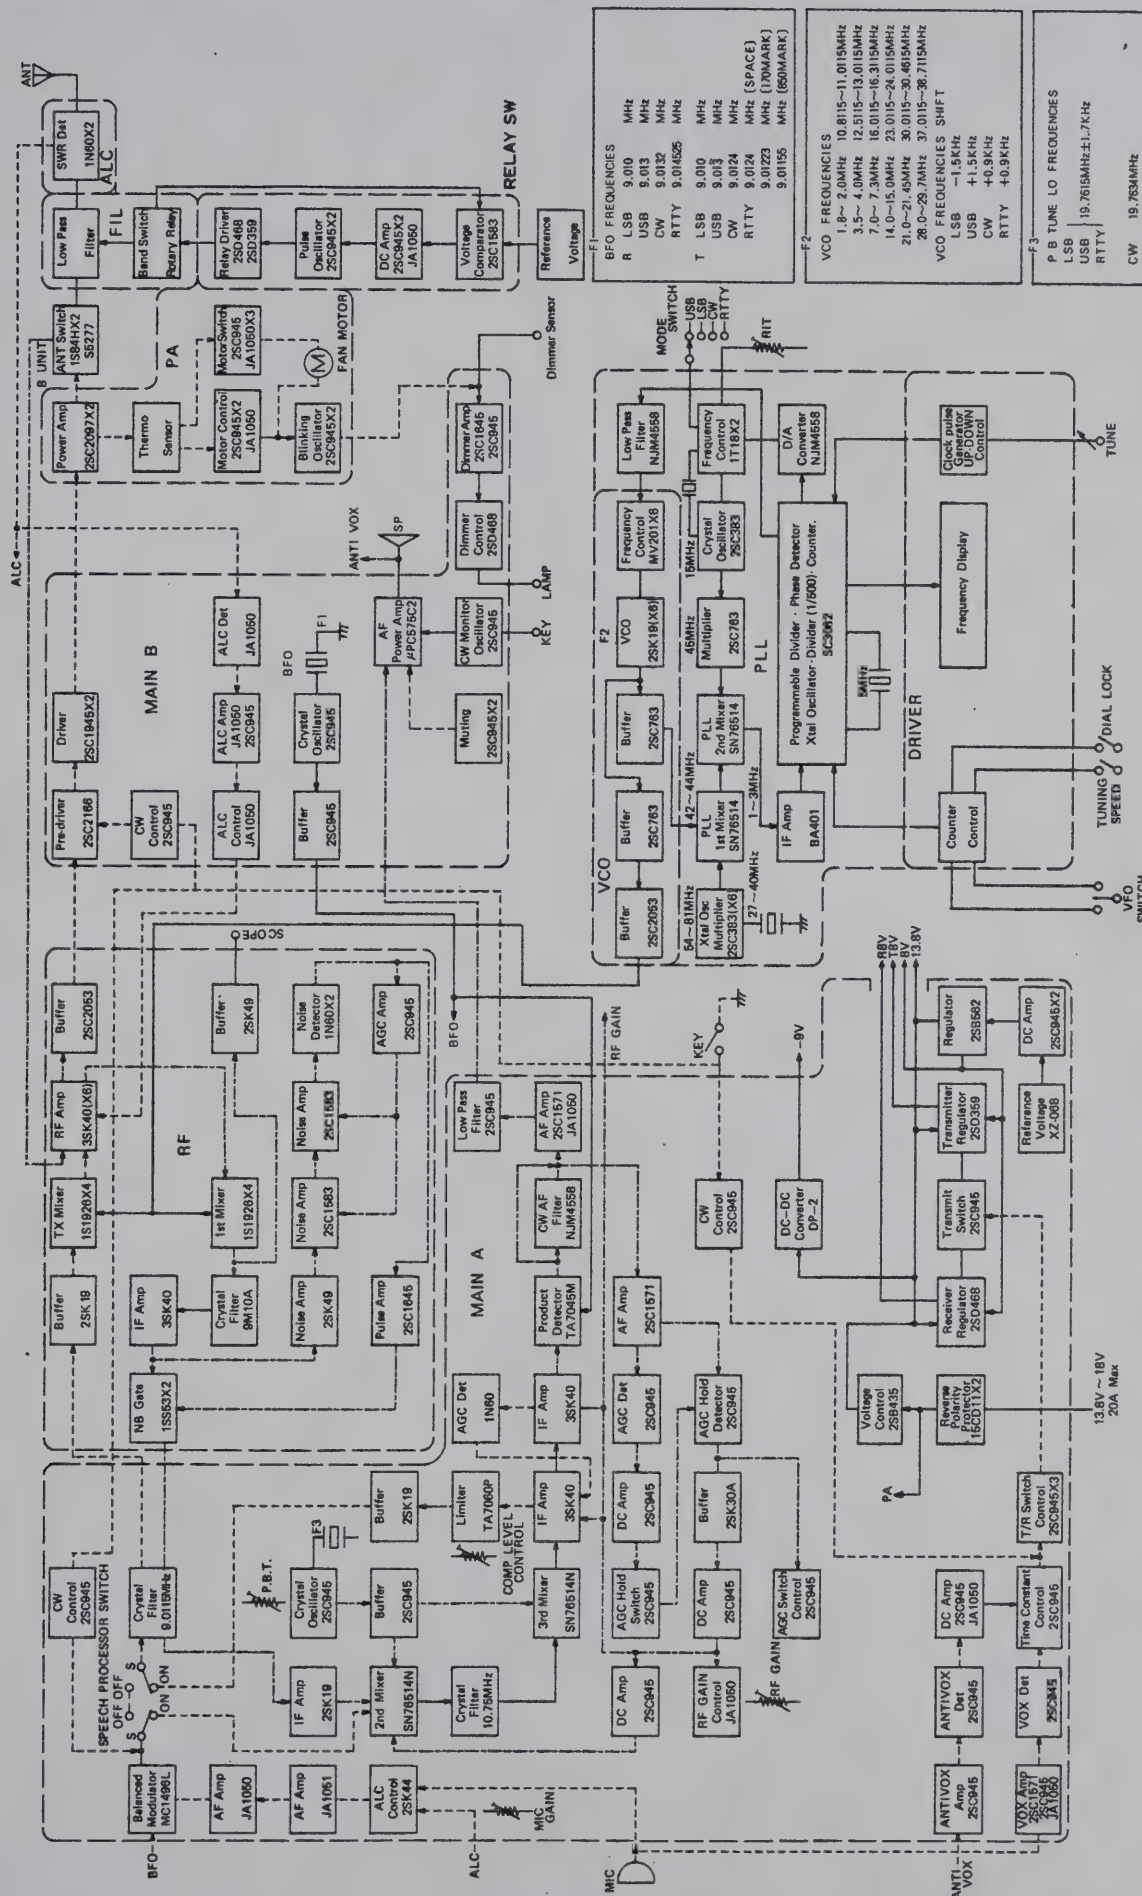 ANT
SWR Det
1N60X2
ALC
Low Pass
Filter
FIL
Band Switch
Rotary Relay
Relay Driver
2SD468
2SD359
Pulse
Oscillator
2SC945X2
DC Amp
2SC945X2
JA1050
Voltage
Comparator
2SC1583
RELAY SW
Reference
Voltage
ANT Switch
1S84HX2
S5277
B UNIT
PA
Power Amp
2SC2097X2
Thermo
Sensor
Motor Switch
2SC945
JA1050X3
Motor Control
2SC945X2
JA1050
M
FAN MOTOR
Blinking
Oscillator
2SC945X2
Dimmer Amp
2SC1645
2SC945
Dimmer Sensor
Dimmer
Control
2SD468
LAMP
ALC
MAIN B
Driver
2SC1945X2
Pre-driver
2SC2166
CW
Control
2SC945
ALC Det
JA1050
ALC Amp
JA1050
2SC945
ALC
Control
JA1050
BFO
F1
Crystal
Oscillator
2SC945
Buffer
2SC945
ANTI VOX
SP
AF
Power Amp
μPC575C2
CW Monitor
Oscillator
2SC945
KEY
Muting
2SC945X2
RF
Buffer
2SC2053
RF Amp
3SK40(X6)
TX Mixer
1S1926X4
Buffer
2SK19
SCOPE
Buffer
2SK49
1st Mixer
1S1926X4
Crystal
Filter
9M10A
IF Amp
3SK40
NB Gate
1SS53X2
Noise
Detector
1N60X2
Noise Amp
2SC1583
Noise Amp
2SC1583
Noise Amp
2SK49
AGC Amp
2SC945
Pulse Amp
2SC1645
MAIN A
BFO
RF GAIN
KEY
Low Pass
Filter
2SC945
AF Amp
2SC1571
JA1050
CW AF
Filter
NJM4558
Product
Detector
TA7045M
IF Amp
3SK40
AGC Det
1N60
IF Amp
3SK40
Limiter
TA7060P
COMP LEVEL
CONTROL
Buffer
2SK19
3rd Mixer
SN76514N
Buffer
2SC945
Crystal
Oscillator
2SC945
F3
P.B.T.
2nd Mixer
SN76514N
Crystal
Filter
10.75MHz
IF Amp
2SK19
Crystal
Filter
9.0115MHz
CW
Control
2SC945
SPEECH PROCESSOR SWITCH
OFF OFF
S
S
ON
ON
Balanced
Modulator
MC1496L
BFO
AF Amp
JA1050
AF Amp
JA1051
ALC
Control
2SK44
ALC
MIC
GAIN
MIC
AF Amp
2SC1571
AGC Det
2SC945
DC Amp
2SC945
AGC Hold
Switch
2SC945
DC Amp
2SC945
AGC Hold
Detector
2SC945
Buffer
2SK30A
DC Amp
2SC945
RF GAIN
Control
JA1050
RF GAIN
AGC Switch
Control
2SC945
CW
Control
2SC945
DC-DC
Converter
DP-2
-9V
R8V
T8V
8V
13.8V
Regulator
2SB562
DC Amp
2SC945X2
Transmitter
Regulator
2SD359
Reference
Voltage
XZ-068
Transmit
Switch
2SC945
Receiver
Regulator
2SD468
Voltage
Control
2SB435
Reverse
Polarity
Protector
15CD11X2
13.8V ~ 18V
20A Max
PA
T/R Switch
Control
2SC945X3
DC Amp
2SC945
JA1050
Time Constant
Control
2SC945
ANTIVOX
Det
2SC945
VOX Det
2SC945
ANTIVOX
Amp
2SC945
VOX Amp
2SC1571
2SC945
JA1050
ANTI
VOX
VCO
F2
Low Pass
Filter
NJM4558
Frequency
Control
MV201X6
VCO
2SK19(X6)
Buffer
2SC763
Buffer
2SC763
Buffer
2SC2053
MODE
SWITCH
USB
LSB
CW
RTTY
RIT
Frequency
Control
1T18X2
15MHz
Crystal
Oscillator
2SC383
45MHz
Multiplier
2SC763
PLL
42~44MHz
PLL
2nd Mixer
SN76514
PLL
1st Mixer
SN76514
54~81MHz
Xtal Osc
Multiplier
2SC383(X6)
27~40MHz
1~3MHz
IF Amp
BA401
D/A
Converter
NJM4558
Programmable Divider · Phase Detector
Xtal Oscillator·Divider (1/500)· Counter.
SC3062
5MHz
DRIVER
Clock pulse
Generator
UP·DOWN
Control
TUNE
Frequency Display
Counter
Control
DIAL LOCK
TUNING
SPEED
VFO
SWITCH
F1
BFO FREQUENCIES
R LSB 9.010 MHz
USB 9.013 MHz
CW 9.0132 MHz
RTTY 9.014525 MHz
T LSB 9.010 MHz
USB 9.013 MHz
CW 9.0124 MHz
RTTY 9.0124 MHz (SPACE)
9.01223 MHz (170MARK)
9.01155 MHz (850MARK)
F2
VCO FREQUENCIES
1.8~ 2.0MHz 10.8115~11.0115MHz
3.5~ 4.0MHz 12.5115~13.0115MHz
7.0~ 7.3MHz 16.0115~16.3115MHz
14.0~15.0MHz 23.0115~24.0115MHz
21.0~21.45MHz 30.0115~30.4615MHz
28.0~29.7MHz 37.0115~38.7115MHz
VCO FREQUENCIES SHIFT
LSB -1.5KHz
USB +1.5KHz
CW +0.9KHz
RTTY +0.9KHz
F3
P B TUNE LO FREQUENCIES
LSB
USB 19.7615MHz±1.7KHz
RTTY
CW 19.7634MHz